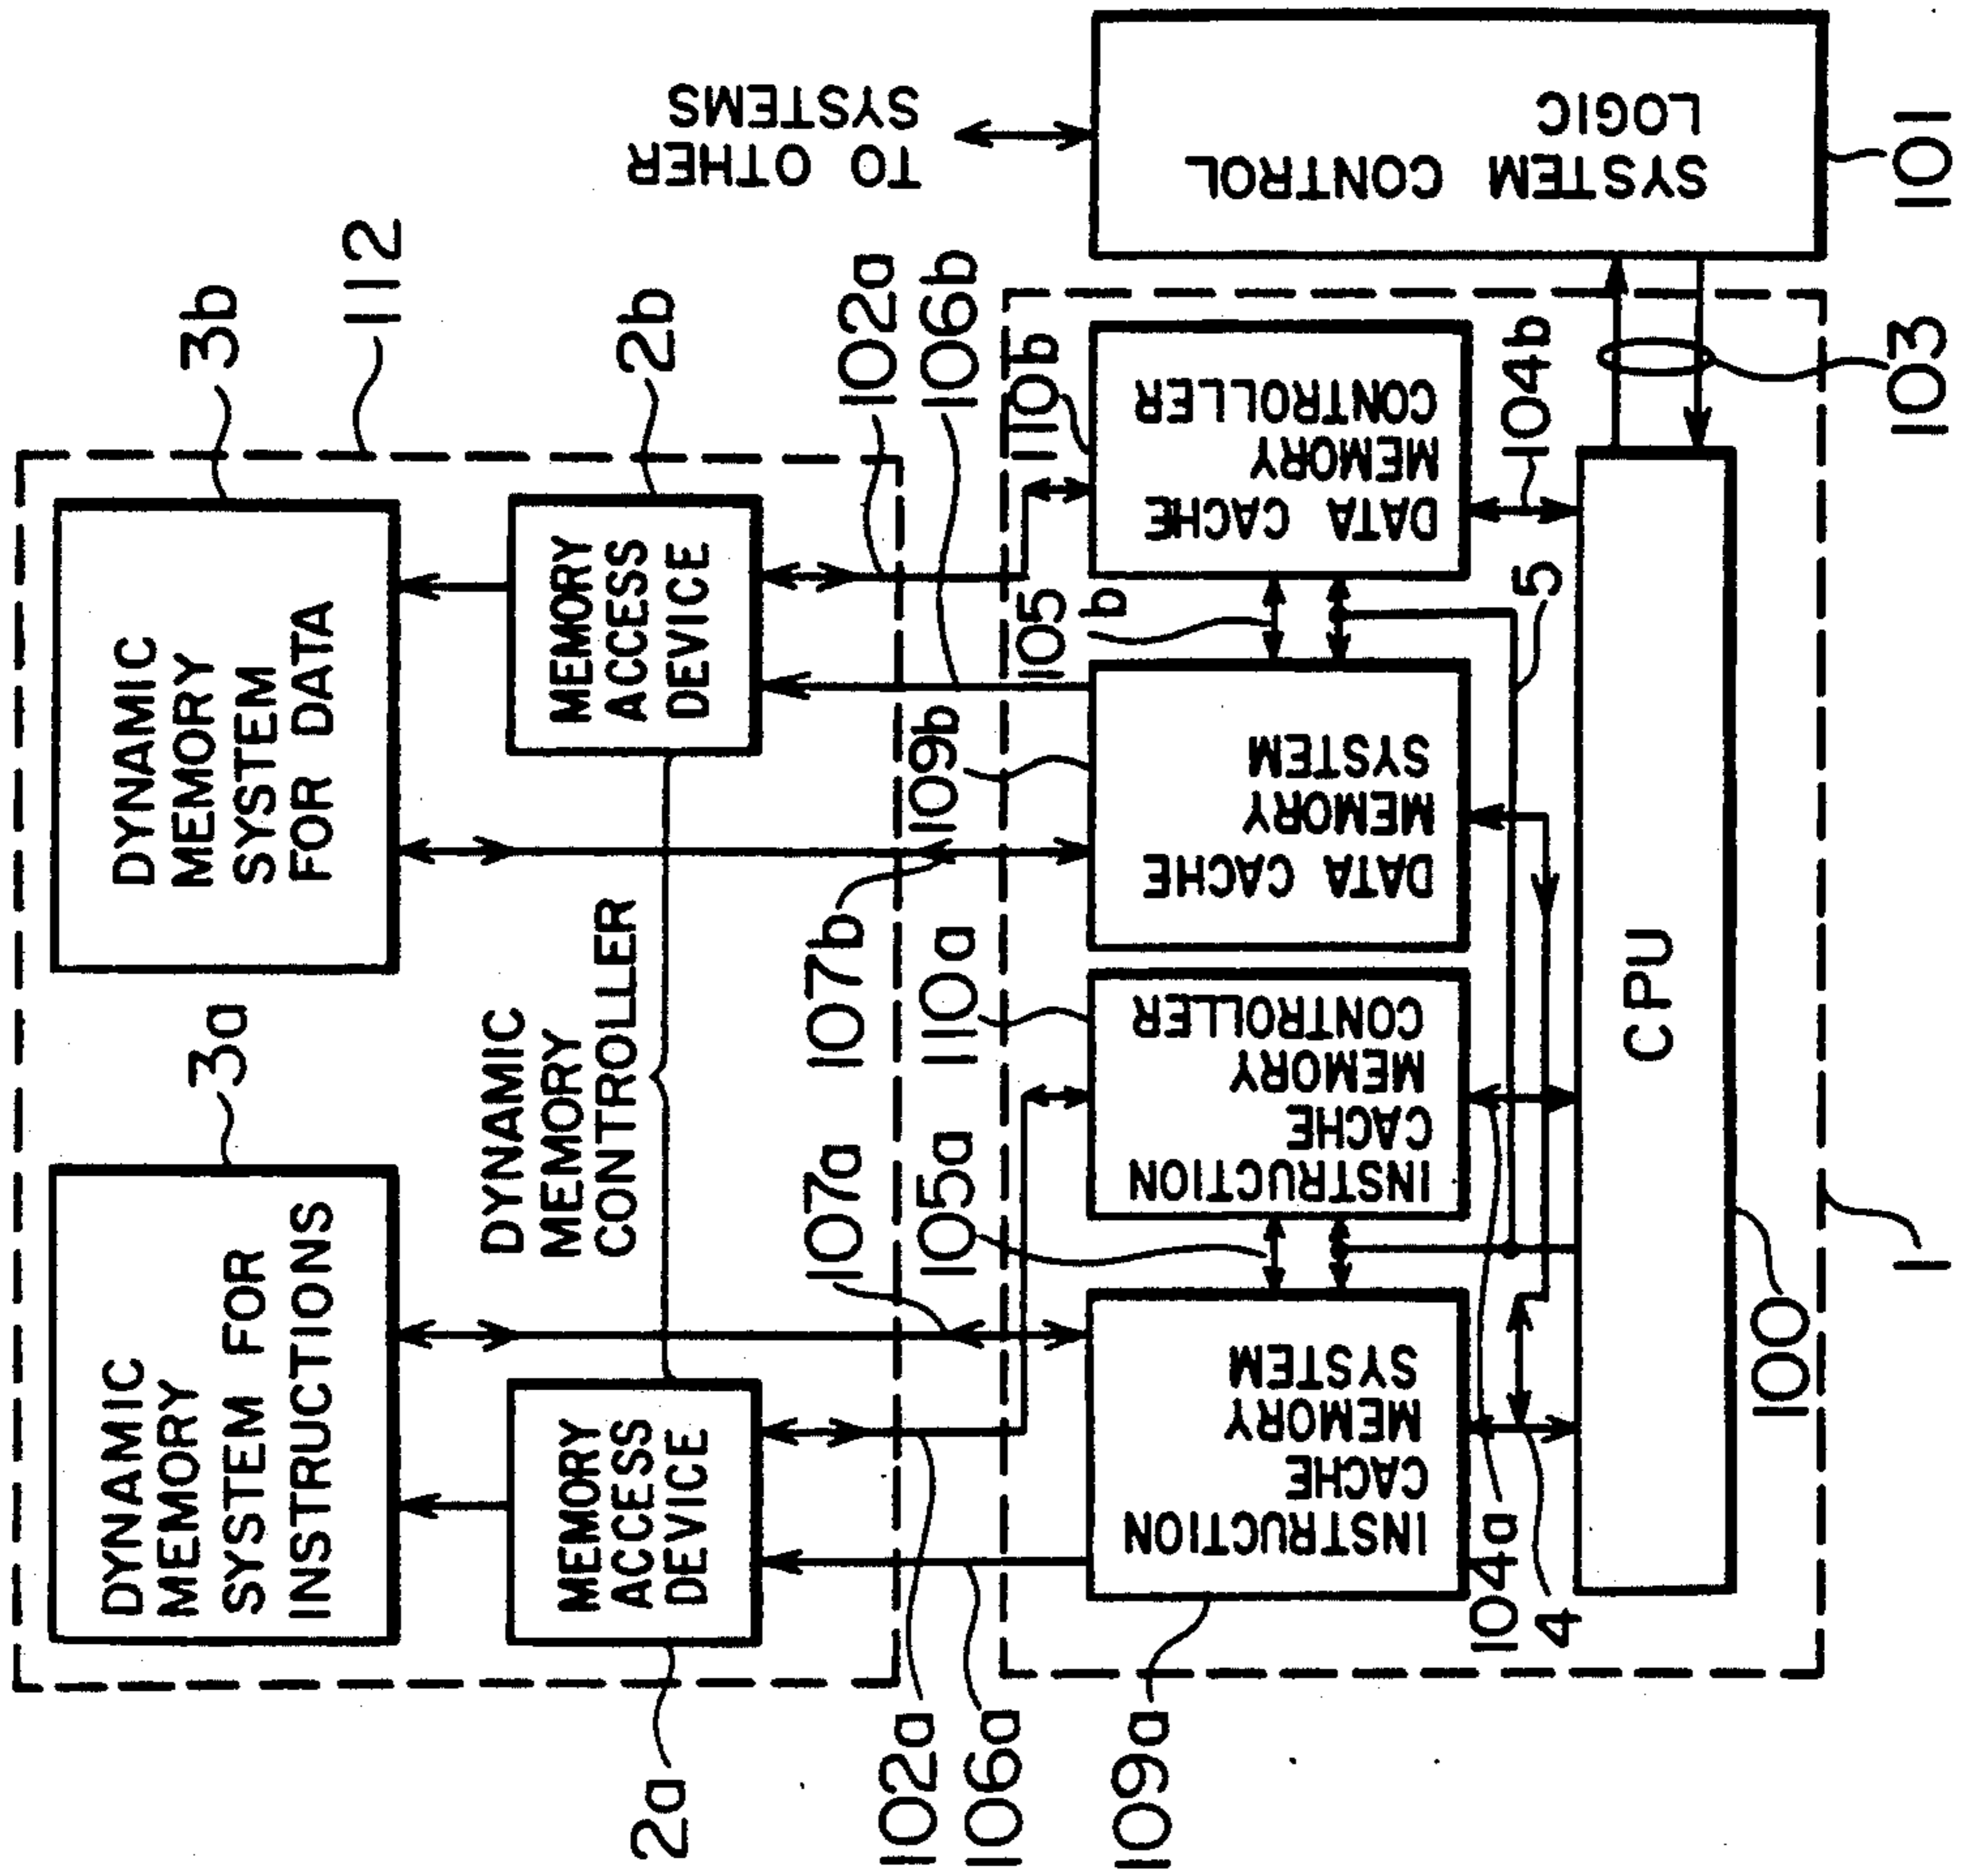 3b
112
2b
102a
106b
TO OTHER
SYSTEMS
DYNAMIC
MEMORY
SYSTEM
FOR DATA
MEMORY
ACCESS
DEVICE
3a
DYNAMIC
MEMORY
CONTROLLER
DYNAMIC
MEMORY
SYSTEM FOR
INSTRUCTIONS
MEMORY
ACCESS
DEVICE
2a
102a
106a
109a
107a
105a
107b
110a
109b
105
b
110b
SYSTEM CONTROL
LOGIC
101
103
104b
5
DATA CACHE
MEMORY
CONTROLLER
DATA CACHE
MEMORY
SYSTEM
INSTRUCTION
CACHE
MEMORY
CONTROLLER
INSTRUCTION
CACHE
MEMORY
SYSTEM
104a
4
CPU
100
1